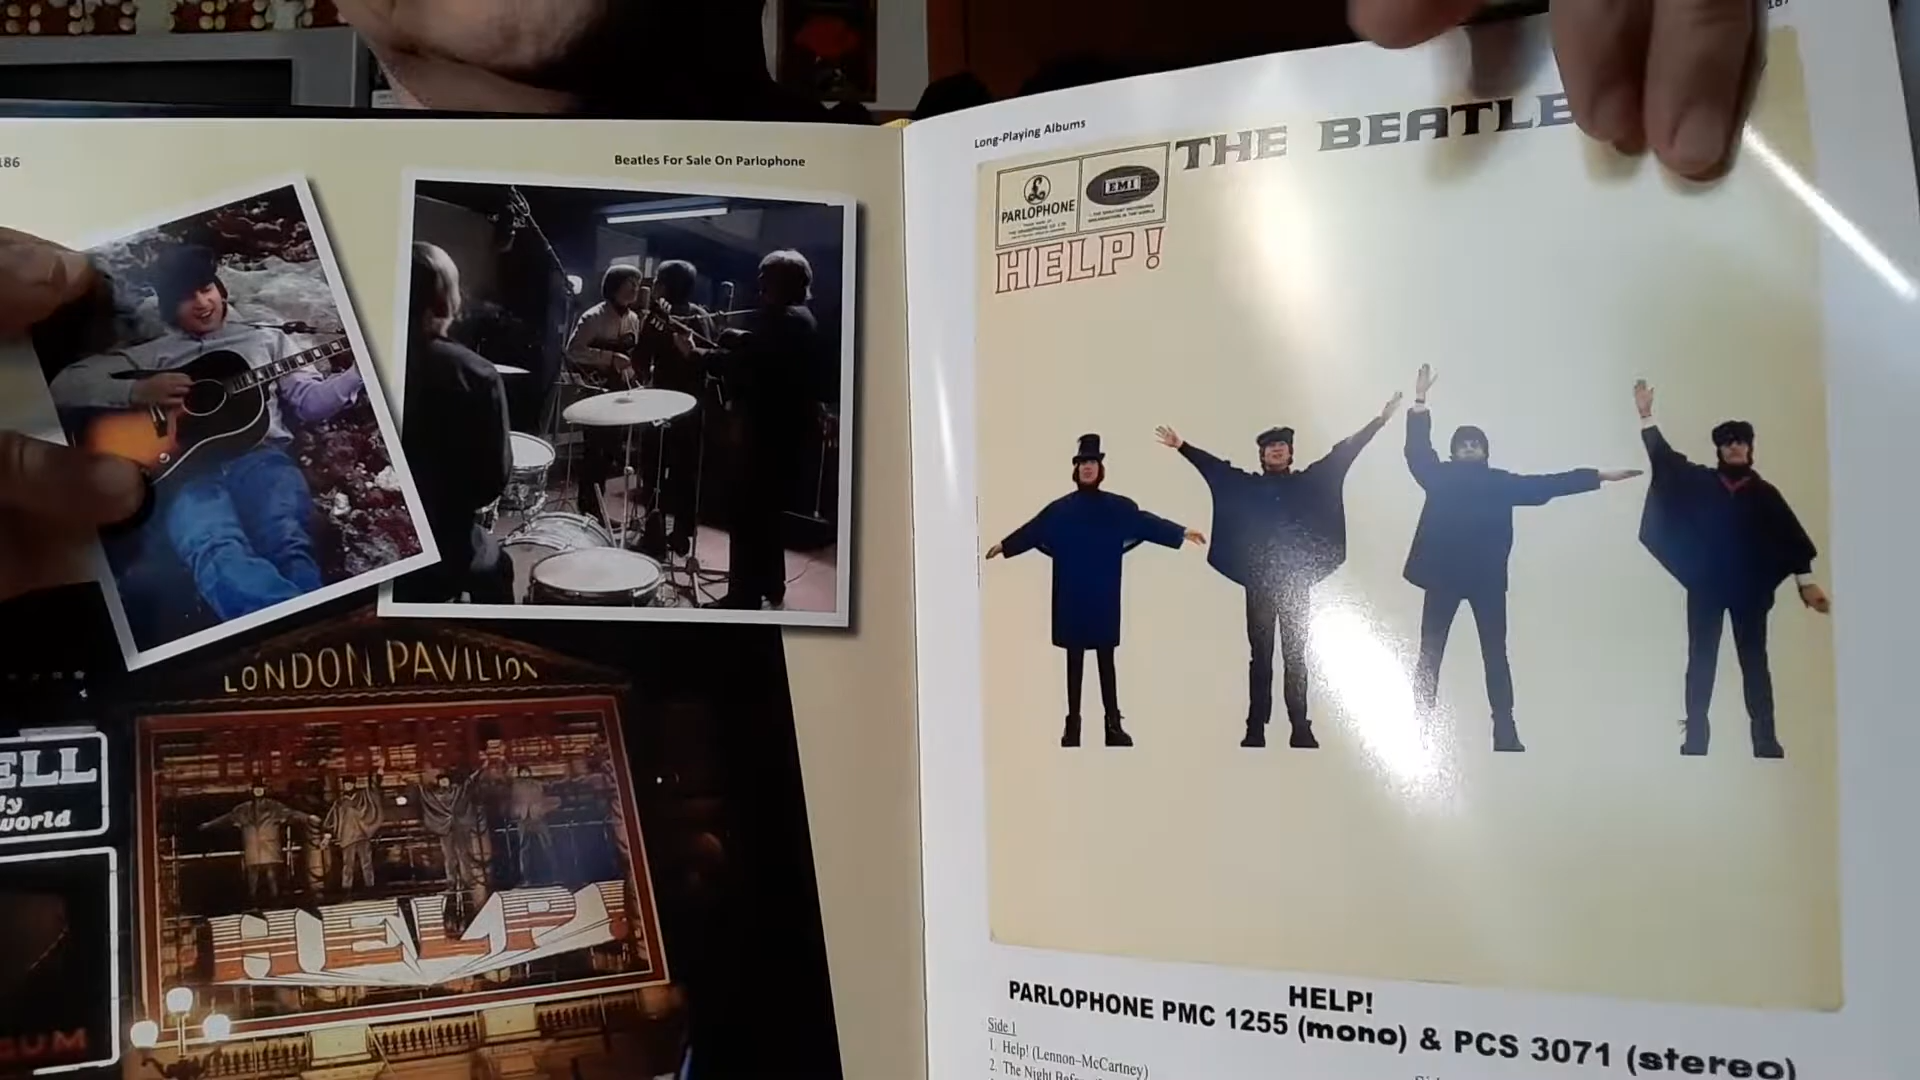 186
Beatles For Sale On Parlophone
LONDON PAVILION
ELL
world
HELP!
Long-Playing Albums
187
THE BEATLE
PARLOPHONE
EMI
HELP!
HELP!
PARLOPHONE PMC 1255 (mono) & PCS 3071 (stereo)
Side 1
1. Help! (Lennon–McCartney)
2. The Night